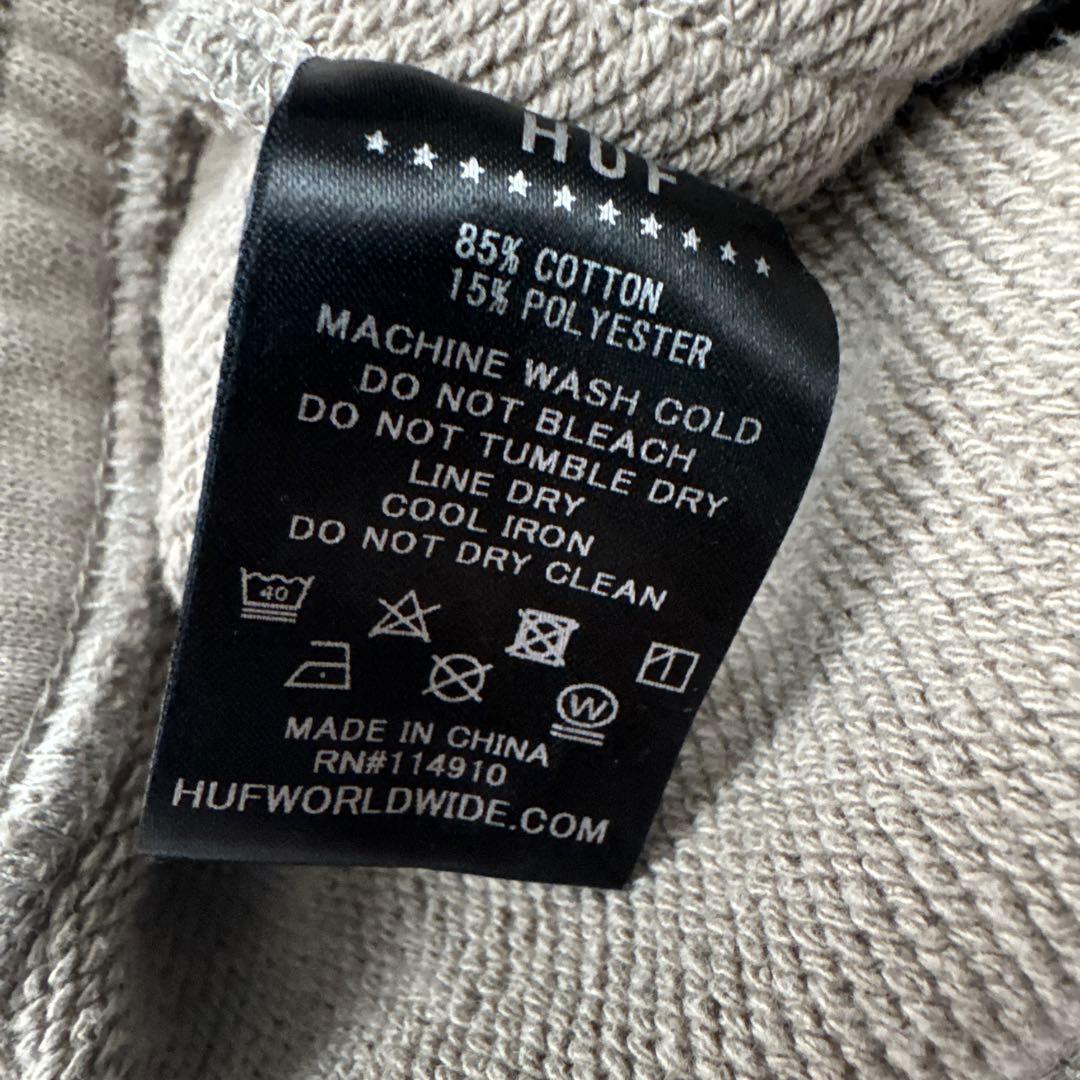 HUF
85% COTTON
15% POLYESTER
MACHINE WASH COLD
DO NOT BLEACH
DO NOT TUMBLE DRY
LINE DRY
COOL IRON
DO NOT DRY CLEAN
40
W
MADE IN CHINA
RN#114910
HUFWORLDWIDE.COM